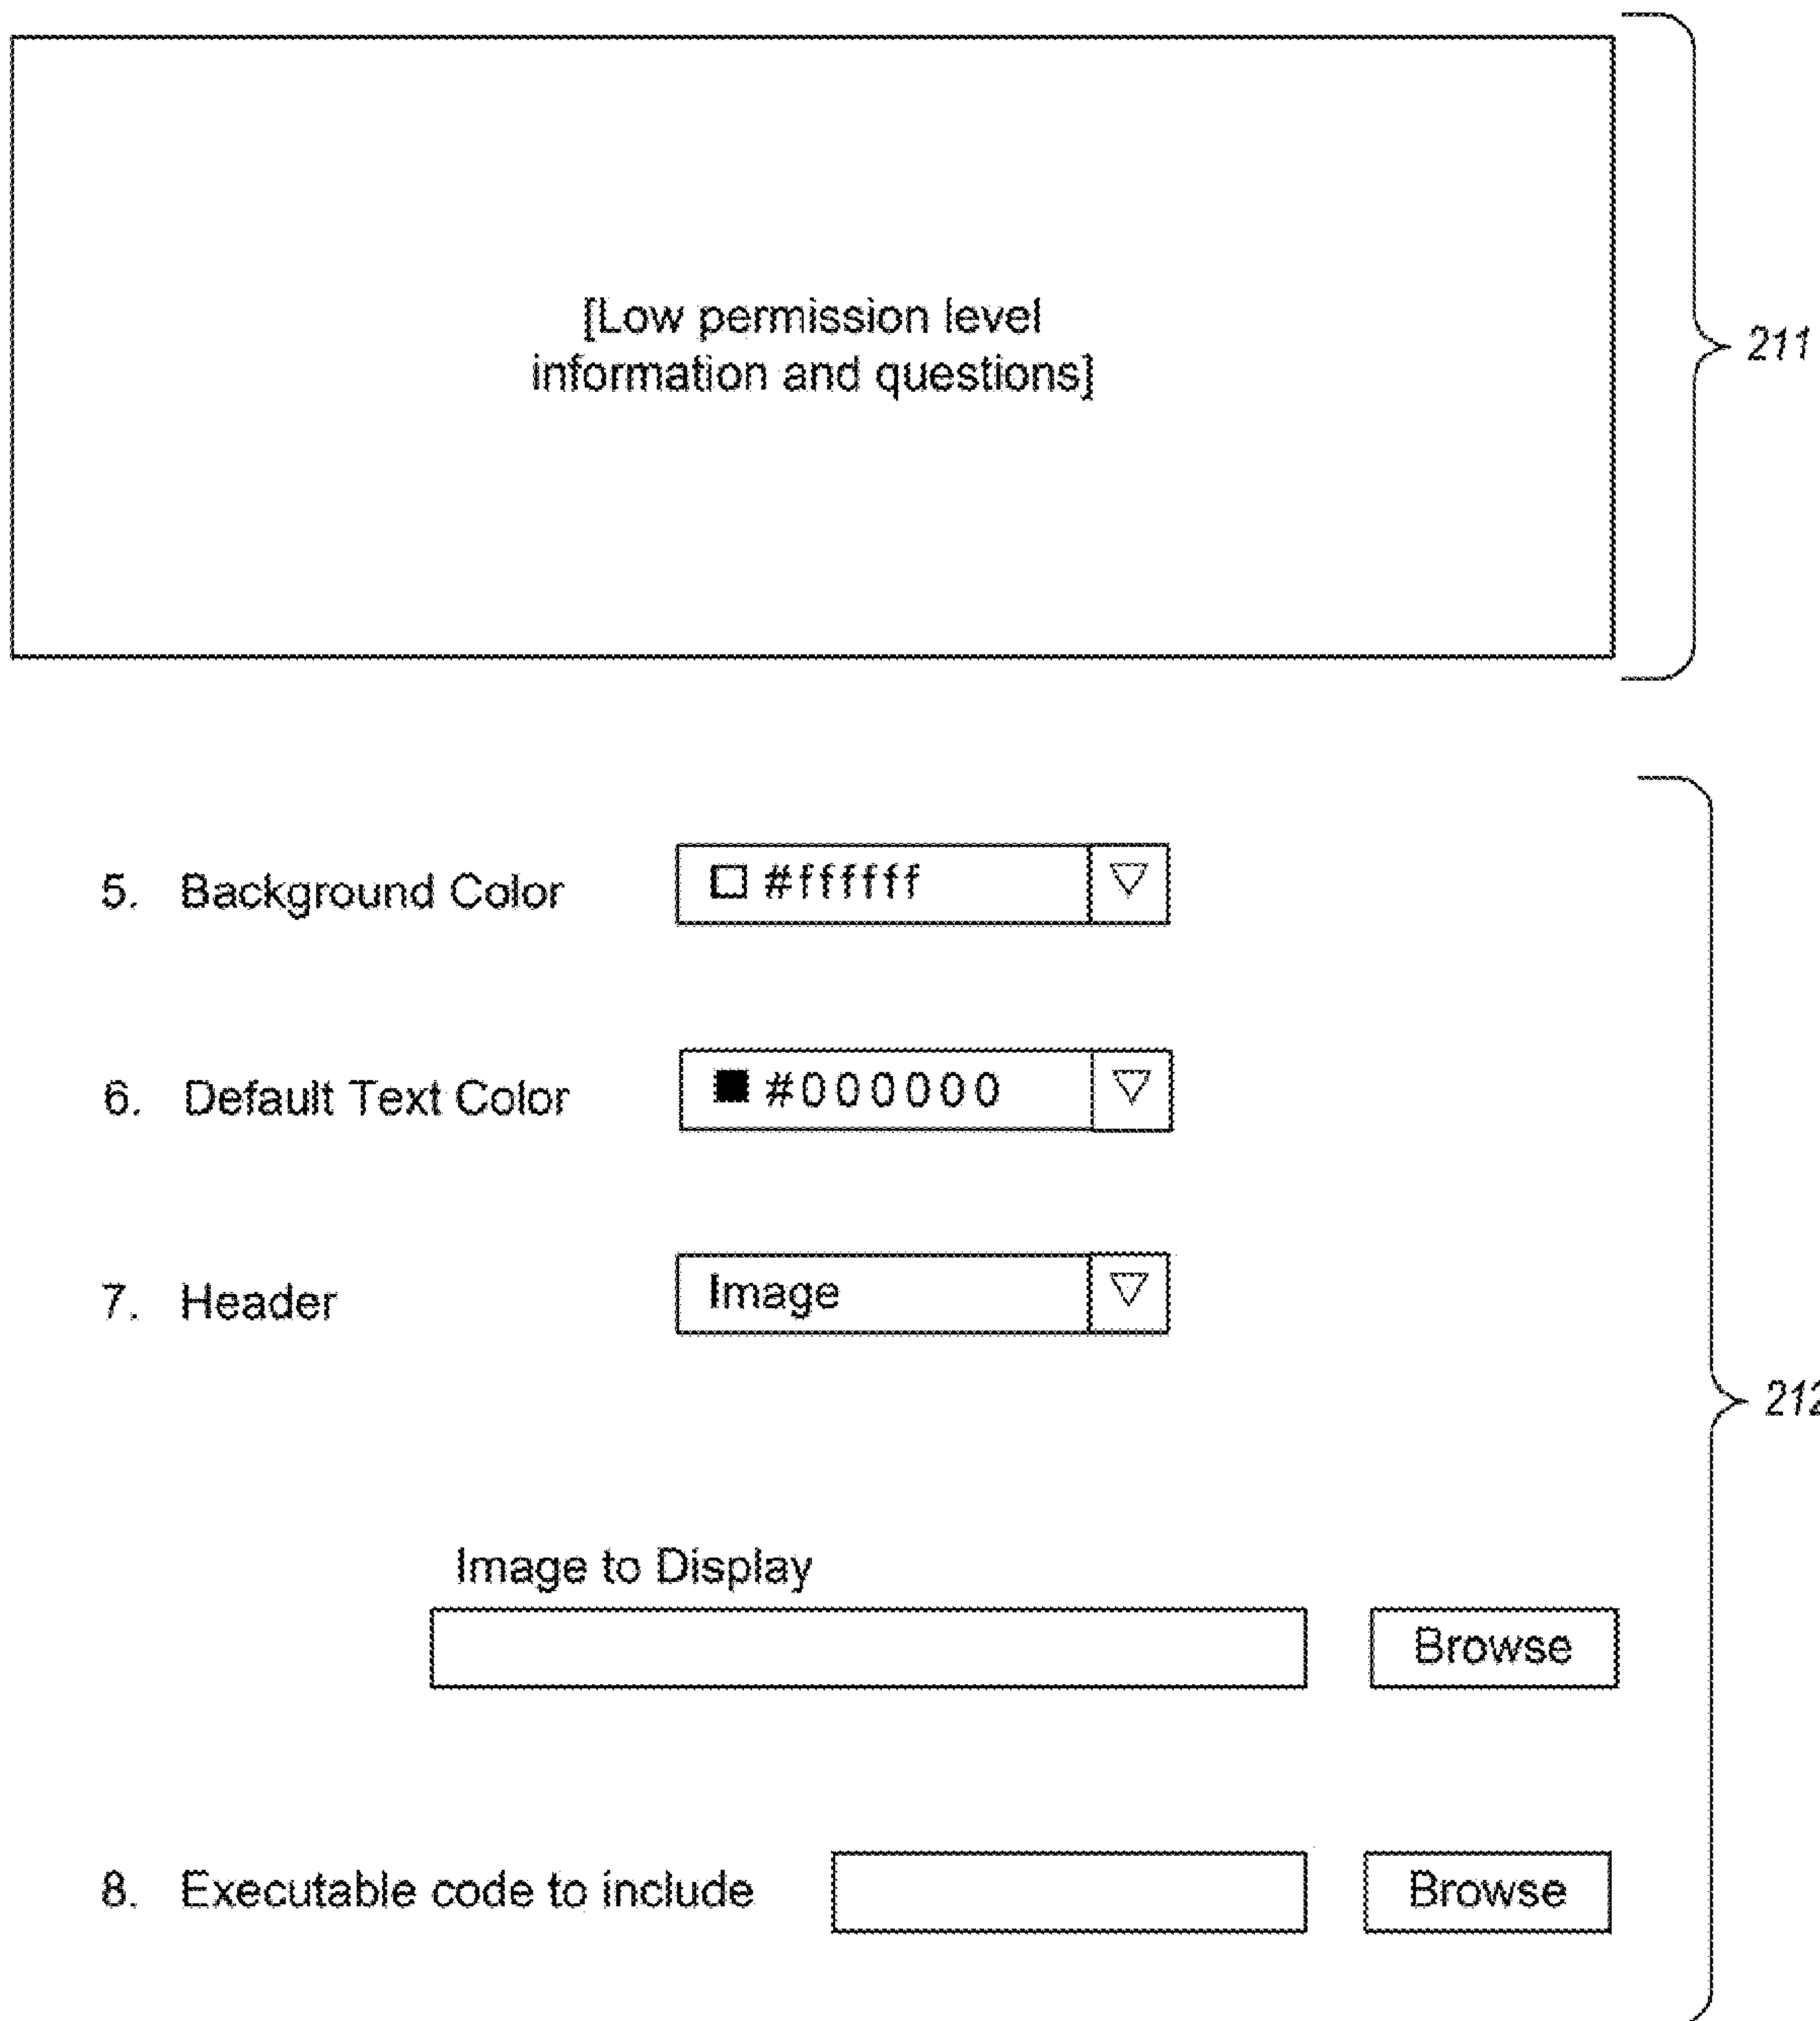 [Low permission level
information and questions]
211
5. Background Color #ffffff
6. Default Text Color #000000
7. Header Image
212
Image to Display
Browse
8. Executable code to include Browse